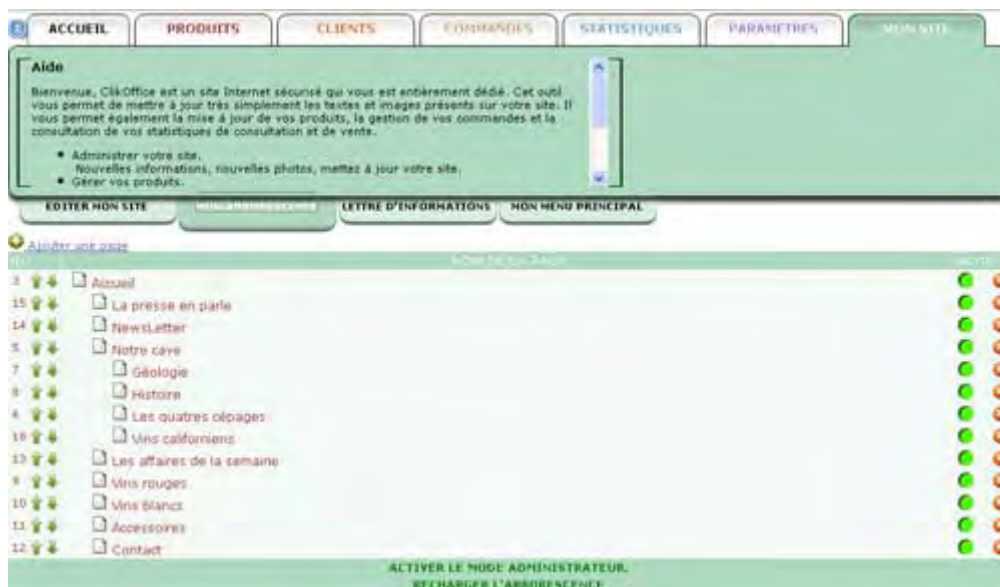 ACCUEIL PRODUITS CLIENTS COMMANDES STATISTIQUES PARAMETRES MON SITE
Aide
Bienvenue, ClikOffice est un site Internet sécurisé qui vous est entièrement dédié. Cet outil
vous permet de mettre à jour très simplement les textes et images présents sur votre site. Il
vous permet également la mise à jour de vos produits, la gestion de vos commandes et la
consultation de vos statistiques de consultation et de vente.
Administrer votre site.
Nouvelles informations, nouvelles photos, mettez à jour votre site.
Gérer vos produits.
EDITER MON SITE LETTRE D'INFORMATIONS MON MENU PRINCIPAL
Ajouter une page
3 Accueil
15 La presse en parle
14 NewsLetter
5 Notre cave
7 Géologie
Histoire
Les quatres cépages
Vins californiens
13 Les affaires de la semaine
Vins rouges
10 Vins blancs
11 Accessoires
12 Contact
ACTIVER LE MODE ADMINISTRATEUR.
RECHARGER L'ARBORESCENCE